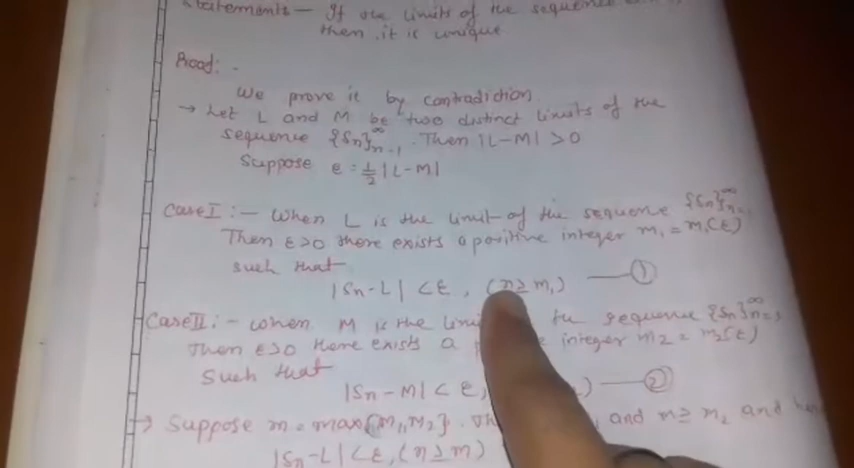 Statement:- If the limit of the sequence
then it is unique
Proof:-
We prove it by contradiction
→ Let L and M be two distinct limits of the
sequence {Sn}∞n=1. Then |L-M| >0
Suppose ε = 1/2 |L-M|
Case I :- When L is the limit of the sequence {Sn}∞n=1
Then ε>0 there exists a positive integer m1 = m1(ε)
such that
|Sn-L| <ε, (n≥m1) —①
Case II :- When M is the limit the sequence {Sn}∞n=1
Then ε>0 there exists a integer m2 = m2(ε)
Such that
|Sn-M| < ε, ) —②
→ Suppose m = max{m1, m2}. and m≥ m2 and
|Sn-L| <ε, (n≥m)